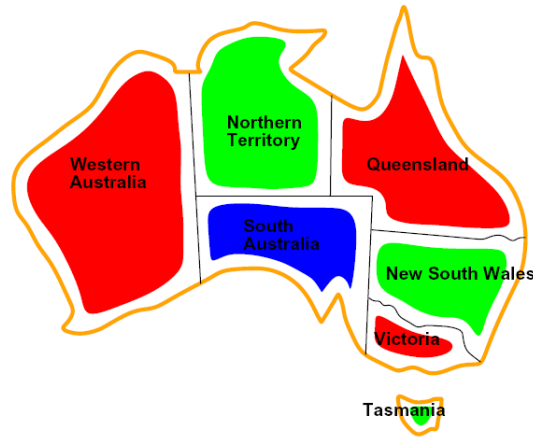 Northern
Territory
Western
Australia
Queensland
South
Australia
New South Wales
Victoria
Tasmania